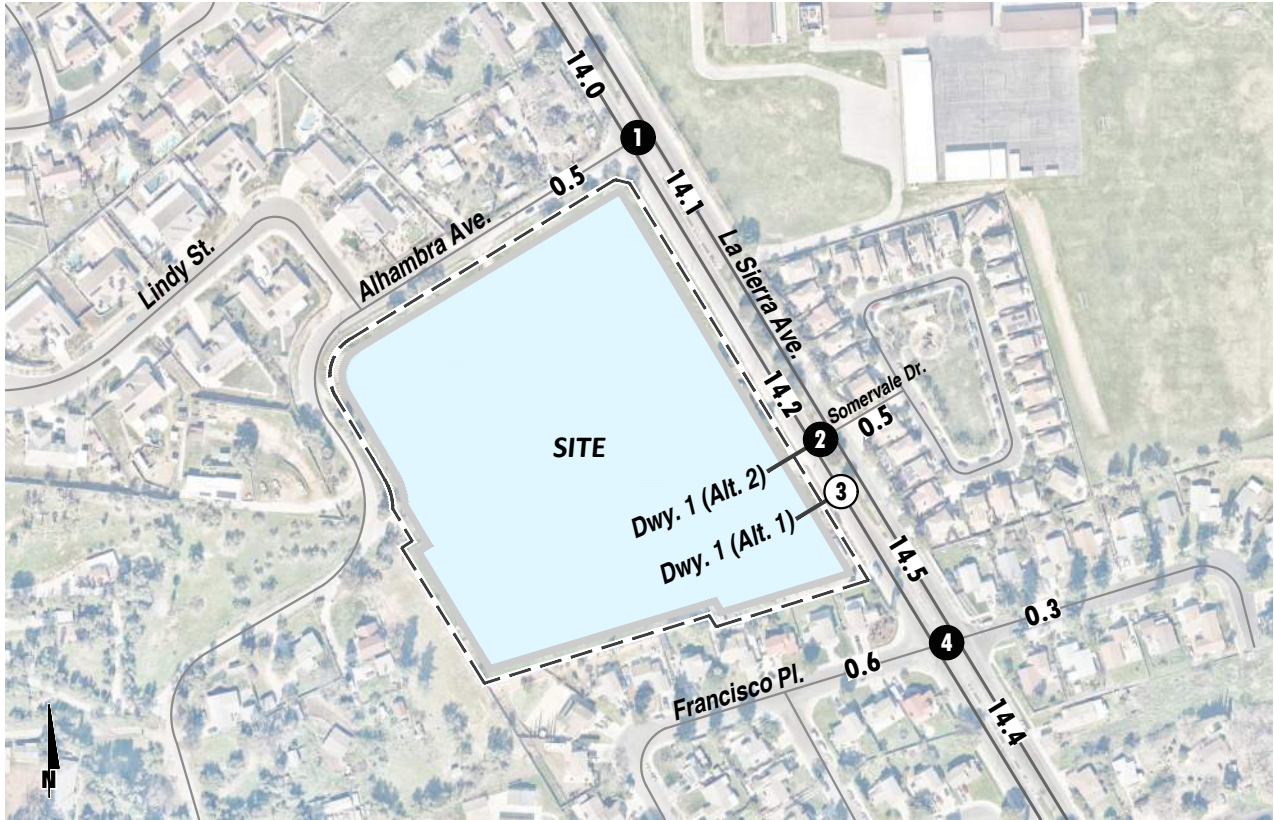 14.0
1
0.5
14.1
Alhambra Ave.
Lindy St.
La Sierra Ave.
14.2
Somervale Dr.
0.5
2
SITE
Dwy. 1 (Alt. 2)
3
Dwy. 1 (Alt. 1)
14.5
0.3
4
0.6
Francisco Pl.
14.4
N